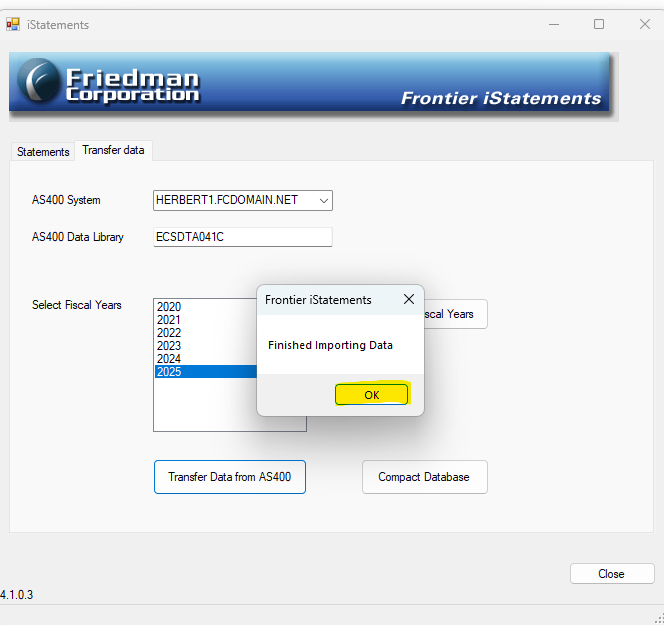 iStatements
Friedman
Corporation
Frontier iStatements
Statements
Transfer data
AS400 System
HERBERT1.FCDOMAIN.NET
AS400 Data Library
ECSDTA041C
Select Fiscal Years
2020
2021
2022
2023
2024
2025
scal Years
Frontier iStatements
Finished Importing Data
OK
Transfer Data from AS400
Compact Database
Close
4.1.0.3